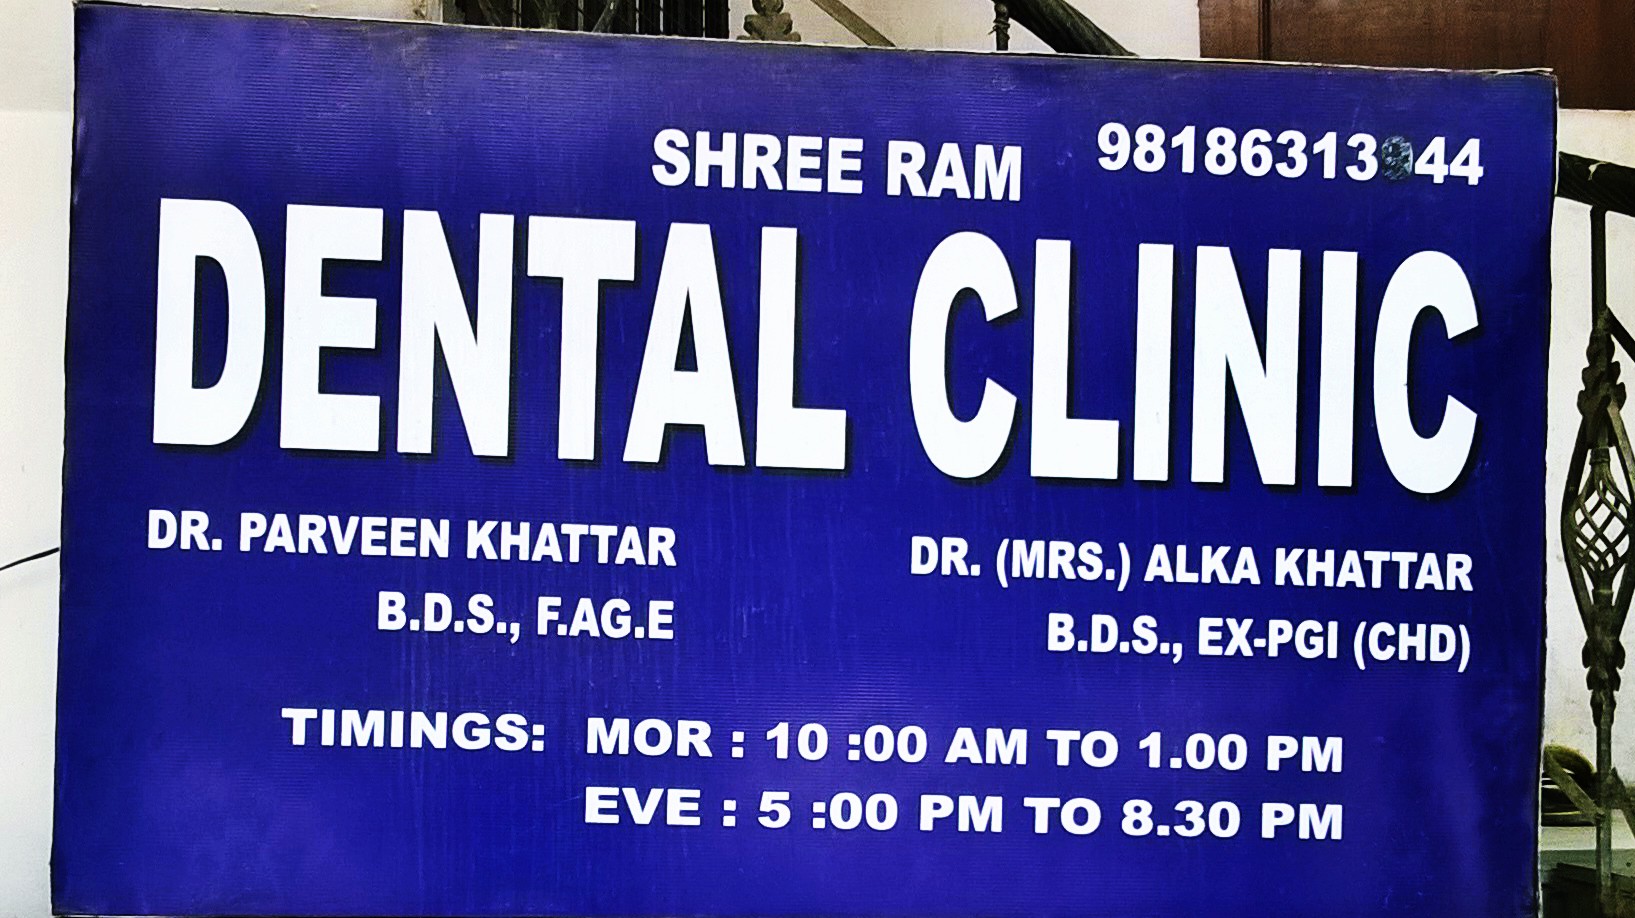 SHREE RAM
DENTAL CLINIC
DR. PARVEEN KHATTAR
B.D.S., F.AG.E
DR. (MRS.) ALKA KHATTAR
B.D.S., EX-PGI (CHD)
TIMINGS: MOR : 10 :00 AM TO 1.00 PM
EVE : 5 :00 PM TO 8.30 PM